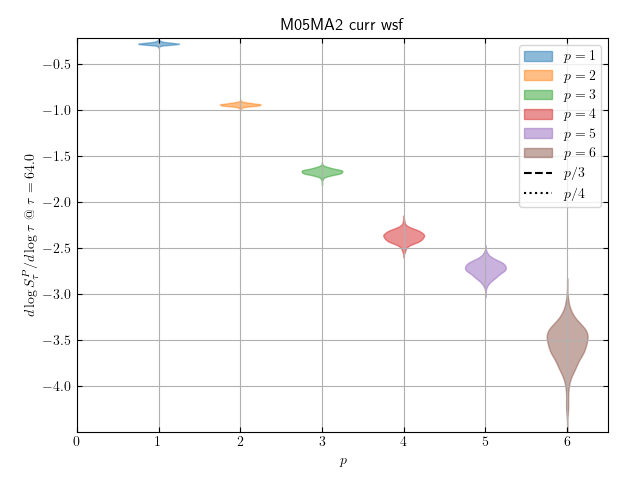 M05MA2 curr wsf
d log S_τ^P / d log τ @ τ = 64.0
−0.5
−1.0
−1.5
−2.0
−2.5
−3.0
−3.5
−4.0
p = 1
p = 2
p = 3
p = 4
p = 5
p = 6
p/3
p/4
0 1 2 3 4 5 6
p